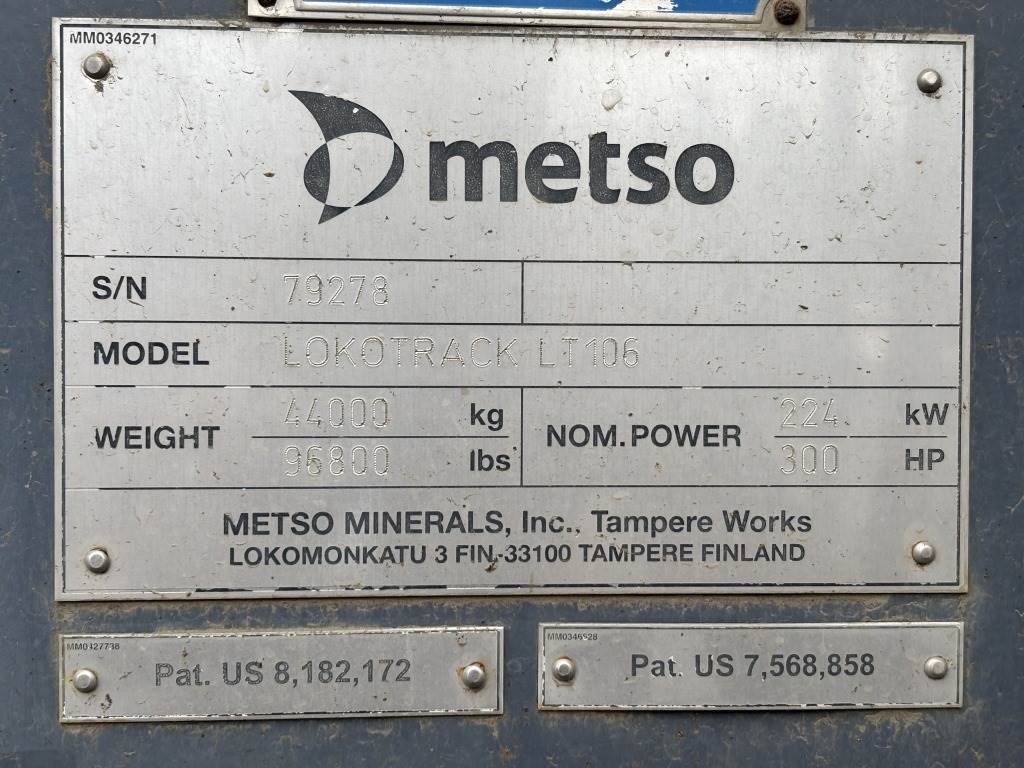 MM0346271
metso
S/N 79278
MODEL LOKOTRACK LT106
WEIGHT 44000 kg NOM.POWER 224 kW
96800 lbs 300 HP
METSO MINERALS, Inc., Tampere Works
LOKOMONKATU 3 FIN.-33100 TAMPERE FINLAND
MM0346628
Pat. US 8,182,172 Pat. US 7,568,858